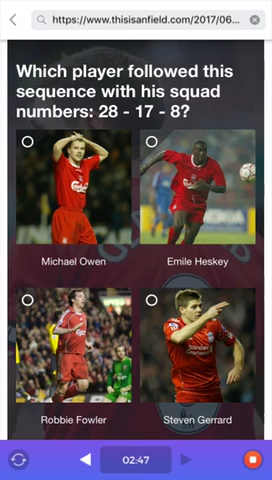 https://www.thisisanfield.com/2017/06...
Which player followed this
sequence with his squad
numbers: 28 - 17 - 8?
Michael Owen
Emile Heskey
Robbie Fowler
Steven Gerrard
02:47